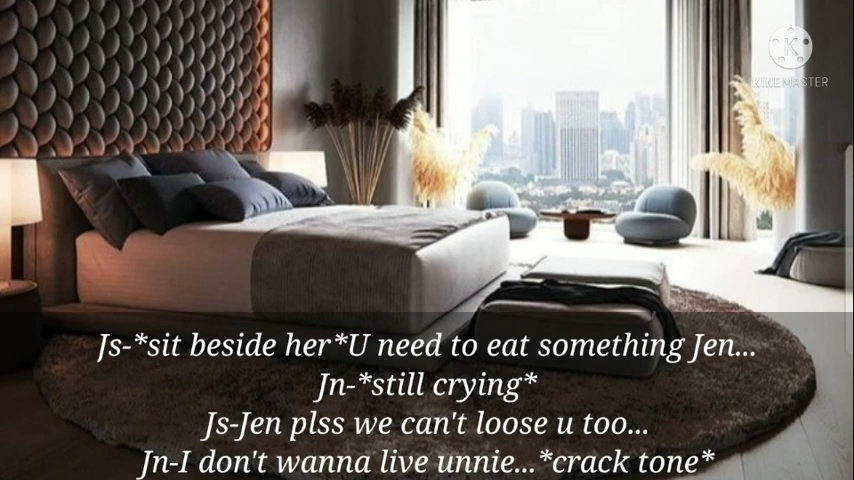 KINEMASTER
Js-*sit beside her*U need to eat something Jen...
Jn-*still crying*
Js-Jen plss we can't loose u too...
Jn-I don't wanna live unnie...*crack tone*